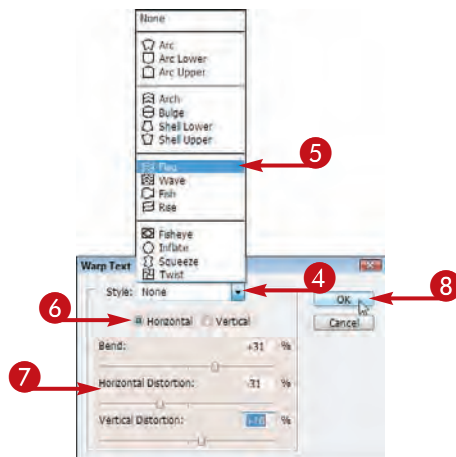 None
Arc
Arc Lower
Arc Upper
Arch
Bulge
Shell Lower
Shell Upper
Flag
5
Wave
Fish
Rise
Fisheye
Inflate
Squeeze
Twist
Warp Text
Style: None
4
OK
8
6
Horizontal Vertical
Cancel
Bend: +31 %
7
Horizontal Distortion: -31 %
Vertical Distortion: %